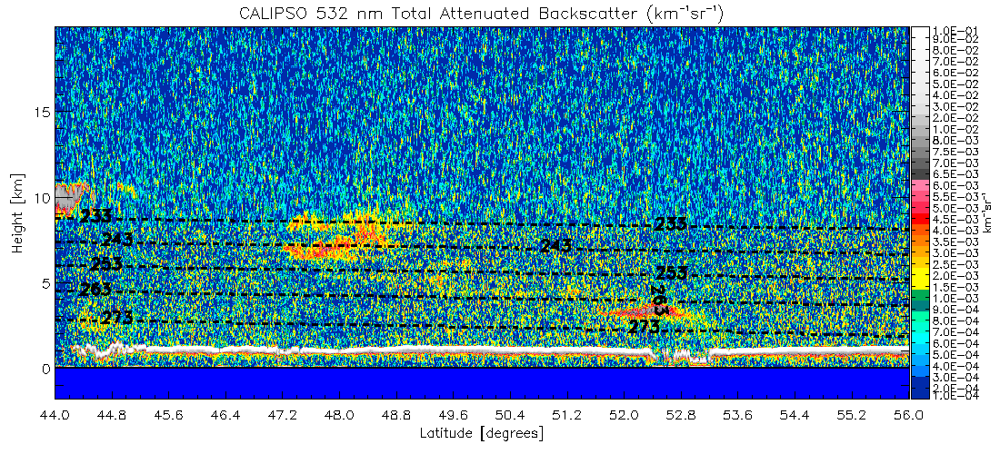 CALIPSO 532 nm Total Attenuated Backscatter (km⁻¹sr⁻¹)
15
10
5
0
Height [km]
233
233
243
243
253
253
263
263
273
273
44.0 44.8 45.6 46.4 47.2 48.0 48.8 49.6 50.4 51.2 52.0 52.8 53.6 54.4 55.2 56.0
Latitude [degrees]
1.0E−01
9.0E−02
8.0E−02
7.0E−02
6.0E−02
5.0E−02
4.0E−02
3.0E−02
2.0E−02
1.0E−02
8.0E−03
9.0E−03
7.5E−03
7.0E−03
6.5E−03
6.0E−03
5.5E−03
5.0E−03
4.5E−03
4.0E−03
3.5E−03
3.0E−03
2.5E−03
2.0E−03
1.5E−03
1.0E−03
9.0E−04
8.0E−04
7.0E−04
6.0E−04
5.0E−04
4.0E−04
3.0E−04
2.0E−04
1.0E−04
km⁻¹sr⁻¹